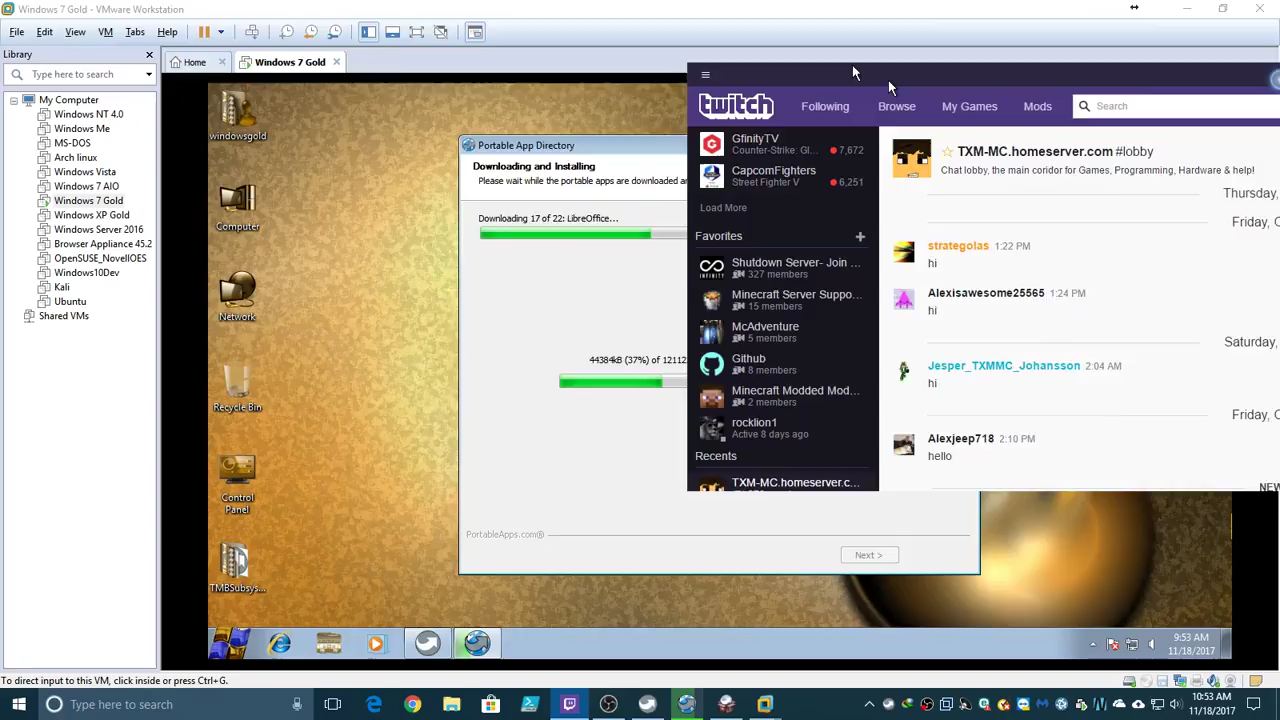 Windows 7 Gold - VMware Workstation
File Edit View VM Tabs Help
Library
Type here to search
My Computer
Windows NT 4.0
Windows Me
MS-DOS
Arch linux
Windows Vista
Windows 7 AIO
Windows 7 Gold
Windows XP Gold
Windows Server 2016
Browser Appliance 45.2
OpenSUSE_NovelOES
Windows10Dev
Kali
Ubuntu
Shared VMs
Home
Windows 7 Gold
windowsgold
Computer
Network
Recycle Bin
Control
Panel
TMBSubsys...
Portable App Directory
Downloading and Installing
Please wait while the portable apps are downloaded
Downloading 17 of 22: LibreOffice...
44384kB (37%) of 12112
PortableApps.com®
Next >
twitch
Following Browse My Games Mods
Search
GfinityTV
Counter-Strike: Gl... 7,672
CapcomFighters
Street Fighter V 6,251
Load More
Favorites
Shutdown Server- Join ...
327 members
Minecraft Server Suppo...
15 members
McAdventure
5 members
Github
8 members
Minecraft Modded Mod...
2 members
rocklion1
Active 8 days ago
Recents
TXM-MC.homeserver.c...
TXM-MC.homeserver.com #lobby
Chat lobby, the main coridor for Games, Programming, Hardware & help!
Thursday,
Friday,
strategolas 1:22 PM
hi
Alexisawesome25565 1:24 PM
hi
Saturday,
Jesper_TXMMC_Johansson 2:04 AM
hi
Friday,
Alexjeep718 2:10 PM
hello
NEW
9:53 AM
11/18/2017
To direct input to this VM, click inside or press Ctrl+G.
Type here to search
10:53 AM
11/18/2017